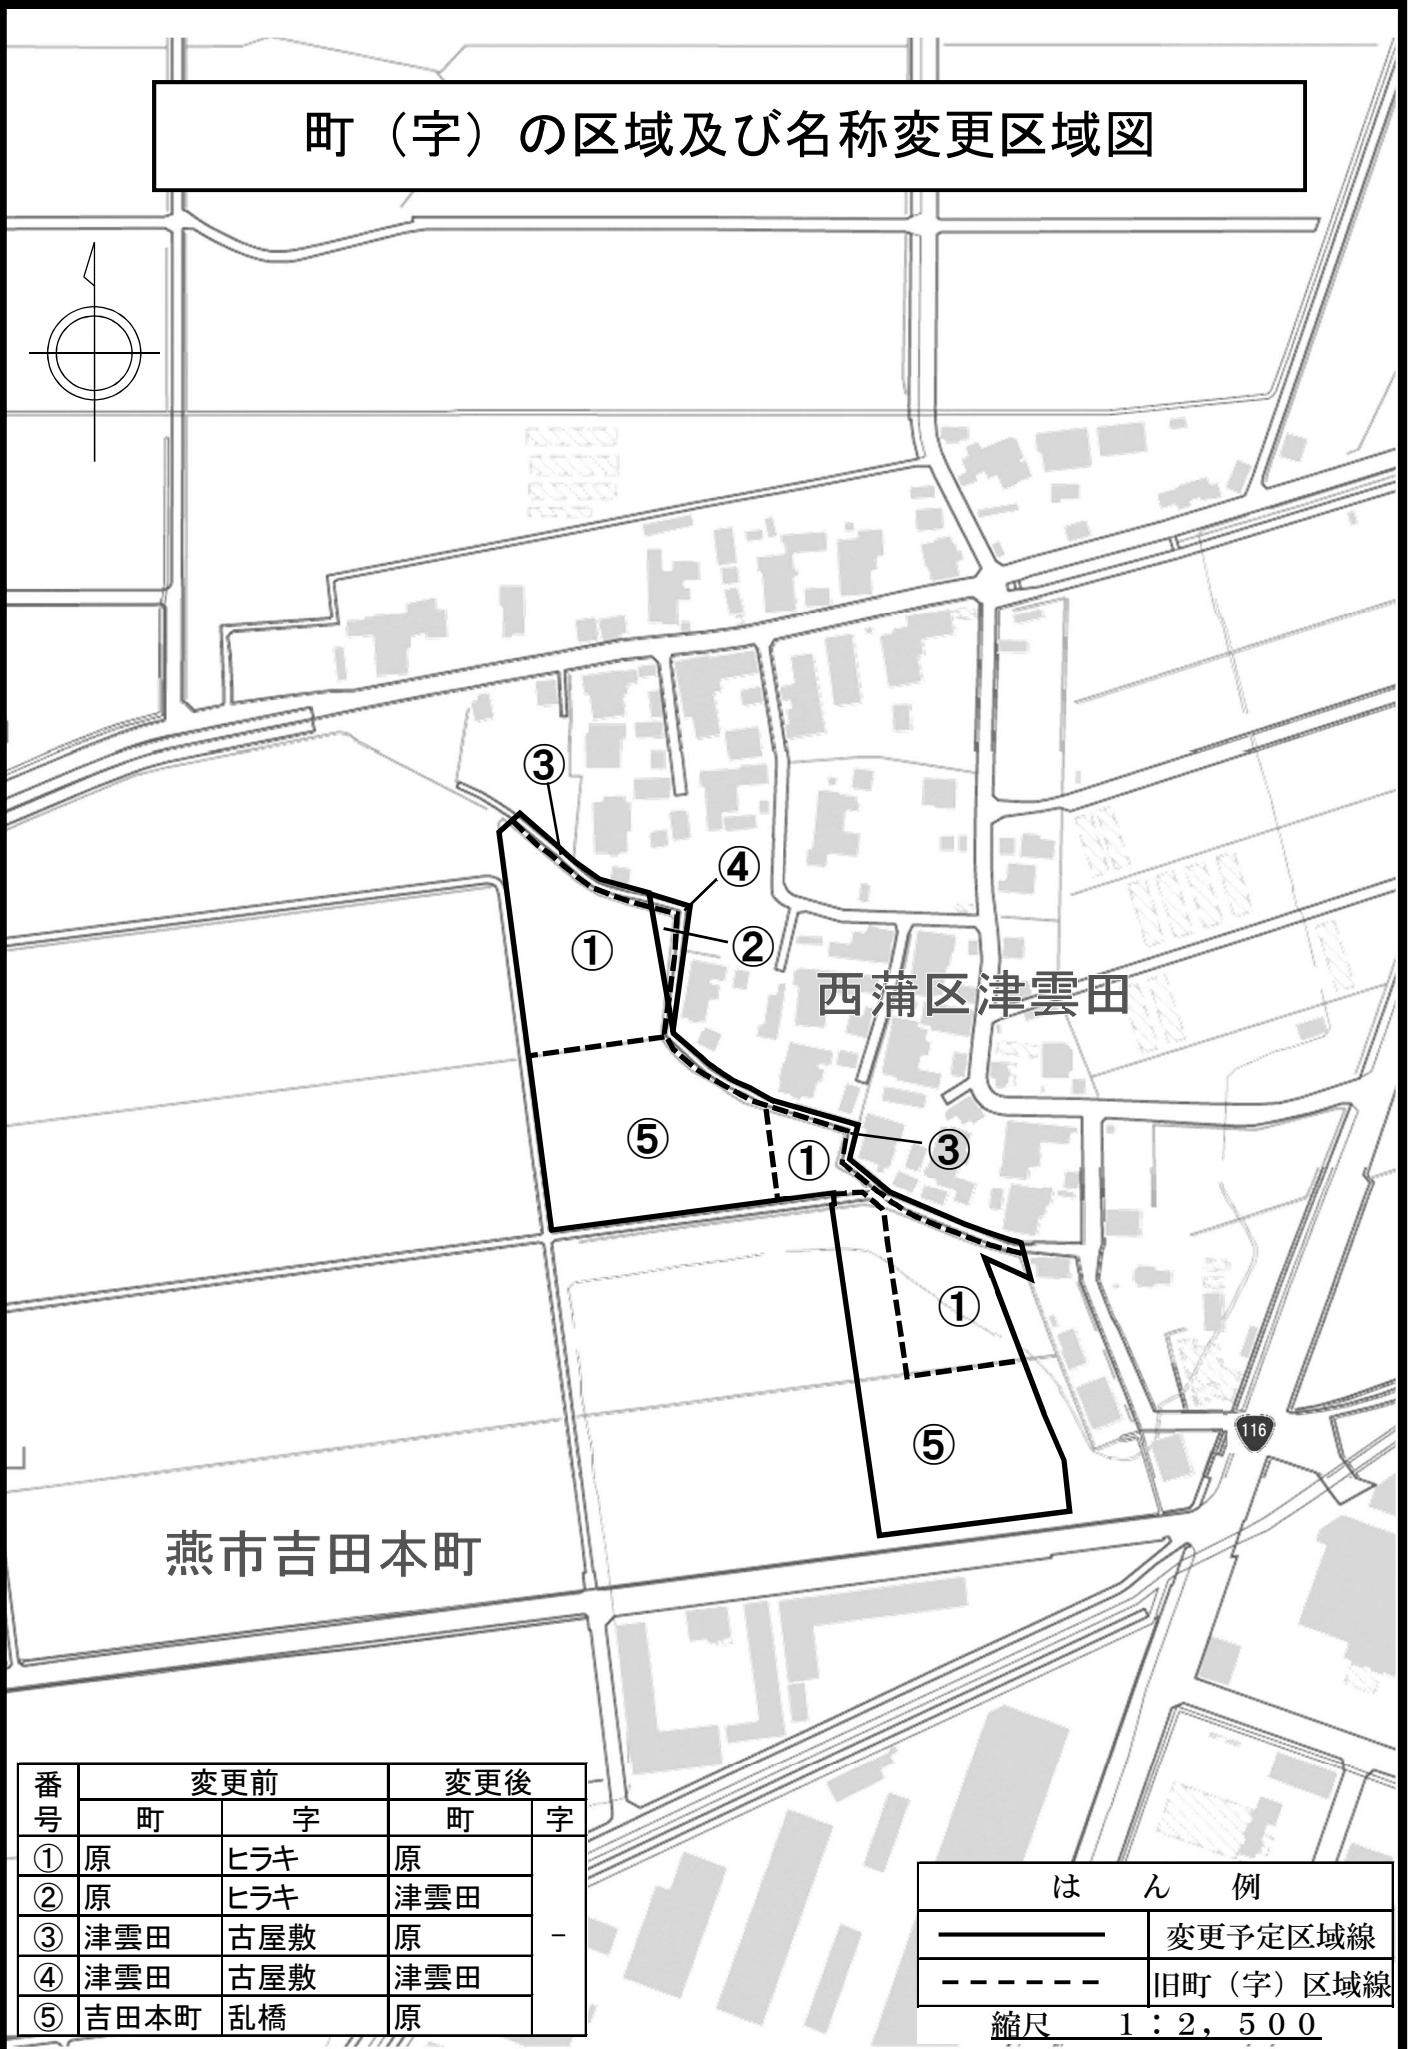 町（字）の区域及び名称変更区域図
③
④
①
②
西蒲区津雲田
⑤
①
③
①
⑤
116
燕市吉田本町
番号 変更前 変更後
町 字 町 字
① 原 ヒラキ 原
② 原 ヒラキ 津雲田
③ 津雲田 古屋敷 原 －
④ 津雲田 古屋敷 津雲田
⑤ 吉田本町 乱橋 原
は ん 例
変更予定区域線
旧町（字）区域線
縮尺 １：２，５００